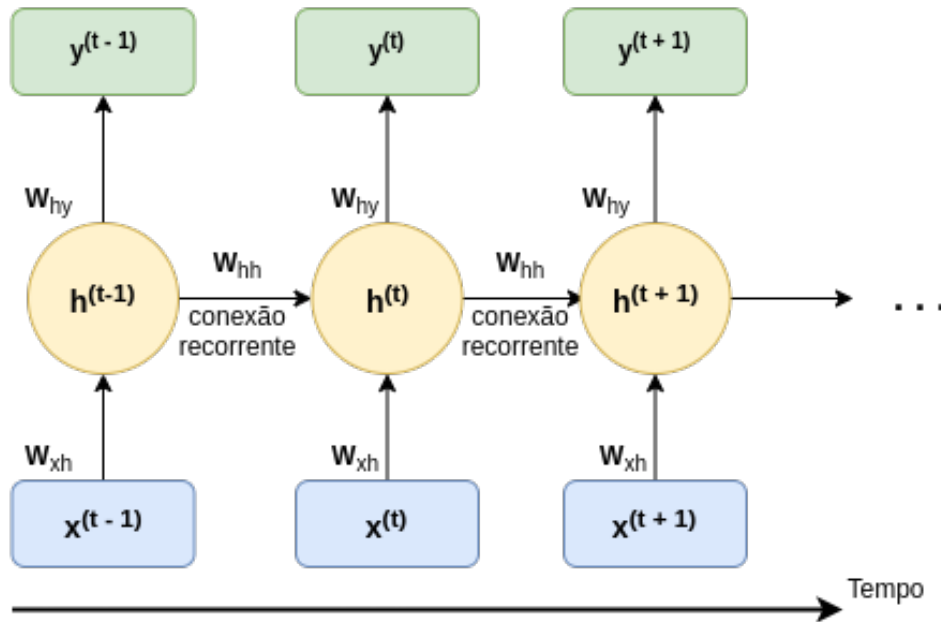 y(t - 1) y(t) y(t + 1)
Why Why Why
Whh Whh
h(t-1) h(t) h(t + 1) . . .
conexão conexão
recorrente recorrente
Wxh Wxh Wxh
x(t - 1) x(t) x(t + 1)
Tempo